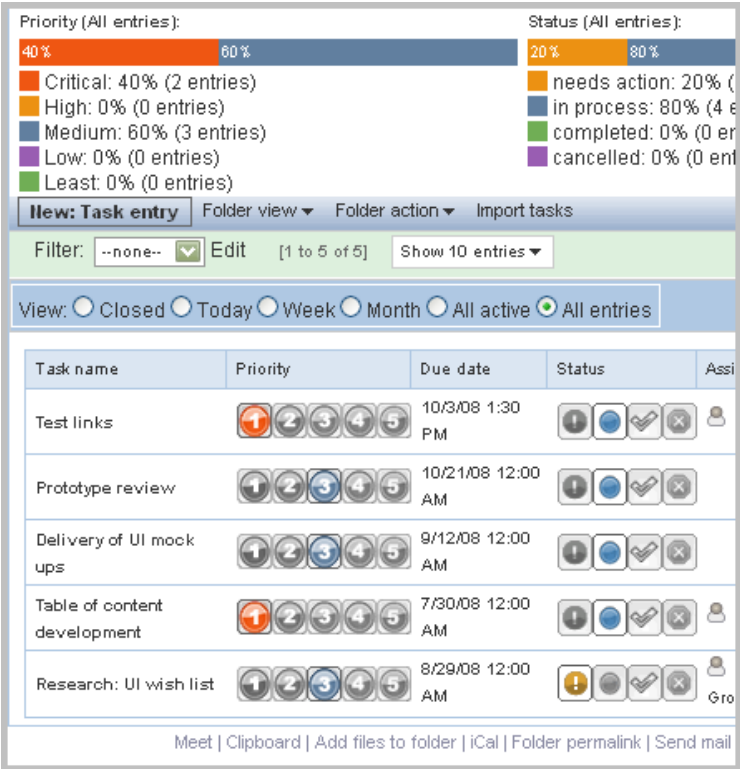 Priority (All entries): Status (All entries):
40% 60% 20% 80%
Critical: 40% (2 entries) needs action: 20% (
High: 0% (0 entries) in process: 80% (4 e
Medium: 60% (3 entries) completed: 0% (0 er
Low: 0% (0 entries) cancelled: 0% (0 ent
Least: 0% (0 entries)
New: Task entry Folder view Folder action Import tasks
Filter: --none-- Edit [1 to 5 of 5] Show 10 entries
View: Closed Today Week Month All active All entries
Task name Priority Due date Status Assi
Test links 1 2 3 4 5 10/3/08 1:30
PM
Prototype review 1 2 3 4 5 10/21/08 12:00
AM
Delivery of UI mock
ups 1 2 3 4 5 9/12/08 12:00
AM
Table of content
development 1 2 3 4 5 7/30/08 12:00
AM
Research: UI wish list 1 2 3 4 5 8/29/08 12:00
AM Gro
Meet | Clipboard | Add files to folder | iCal | Folder permalink | Send mail